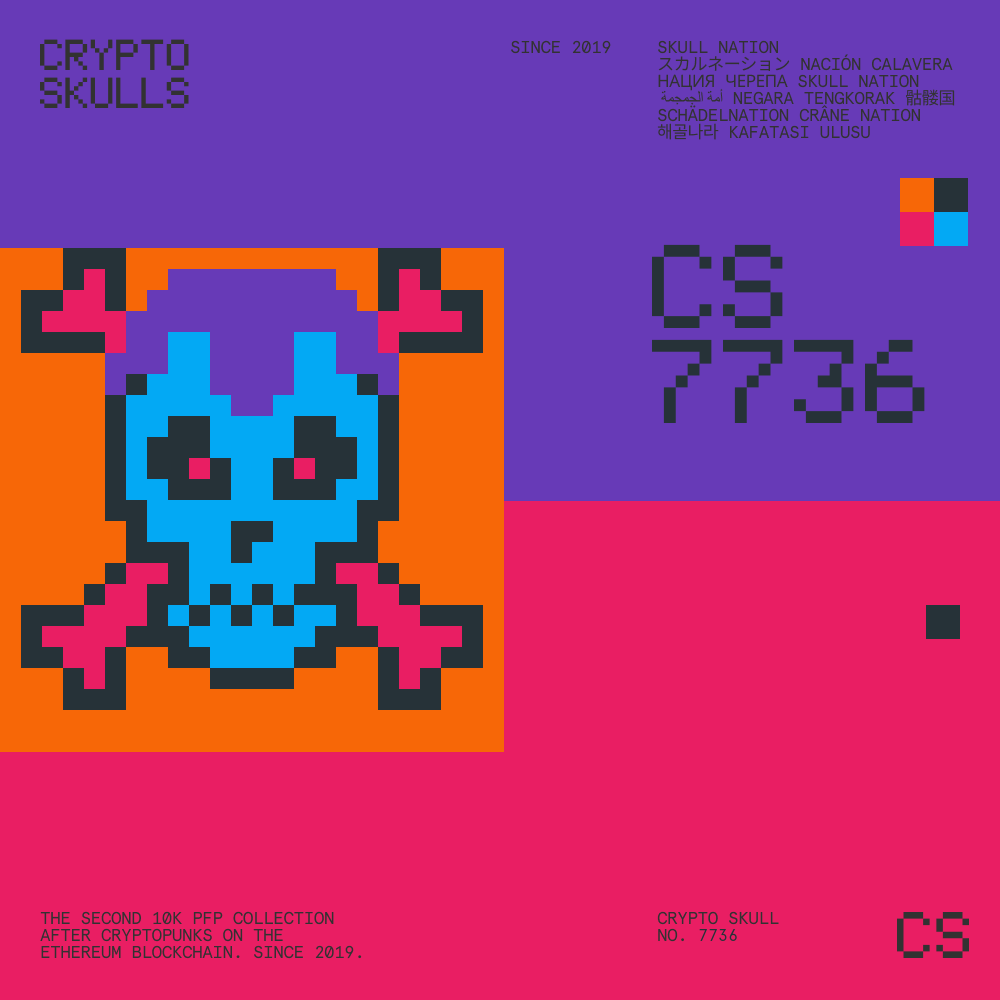 CRYPTO
SKULLS
SINCE 2019
SKULL NATION
スカルネーション NACIÓN CALAVERA
НАЦИЯ ЧЕРЕПА SKULL NATION
أمة الجمجمة NEGARA TENGKORAK 骷髅国
SCHÄDELNATION CRÂNE NATION
해골나라 KAFATASI ULUSU
CS
7736
THE SECOND 10K PFP COLLECTION
AFTER CRYPTOPUNKS ON THE
ETHEREUM BLOCKCHAIN. SINCE 2019.
CRYPTO SKULL
NO. 7736
CS